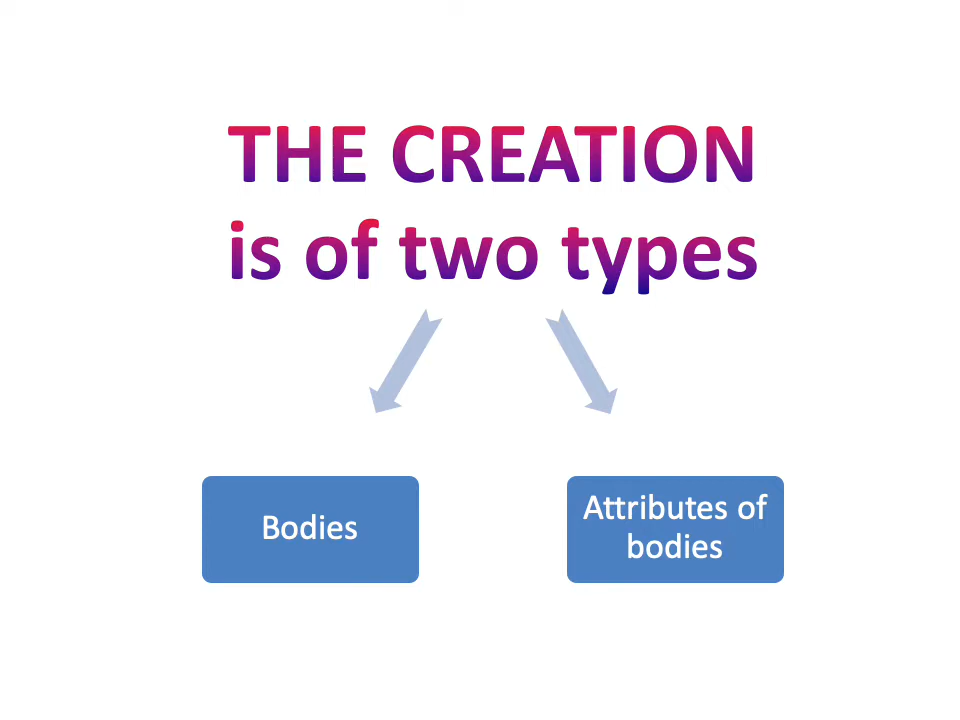 THE CREATION
is of two types
Bodies
Attributes of
bodies